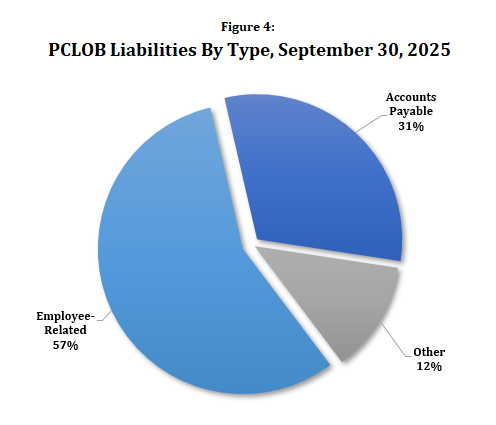 Figure 4:
PCLOB Liabilities By Type, September 30, 2025
Accounts
Payable
31%
Employee-
Related
57%
Other
12%